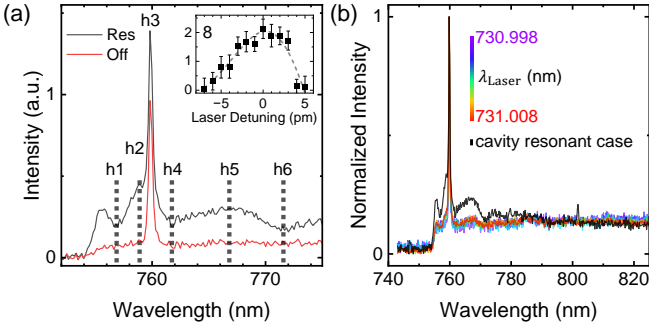 (a)
Res
Off
h3
h2
h1
h4
h5
h6
8
2
1
0
−5
0
5
Laser Detuning (pm)
1
0
Intensity (a.u.)
760
770
Wavelength (nm)
(b)
730.998
λLaser (nm)
731.008
cavity resonant case
1
0
Normalized Intensity
740
760
780
800
820
Wavelength (nm)